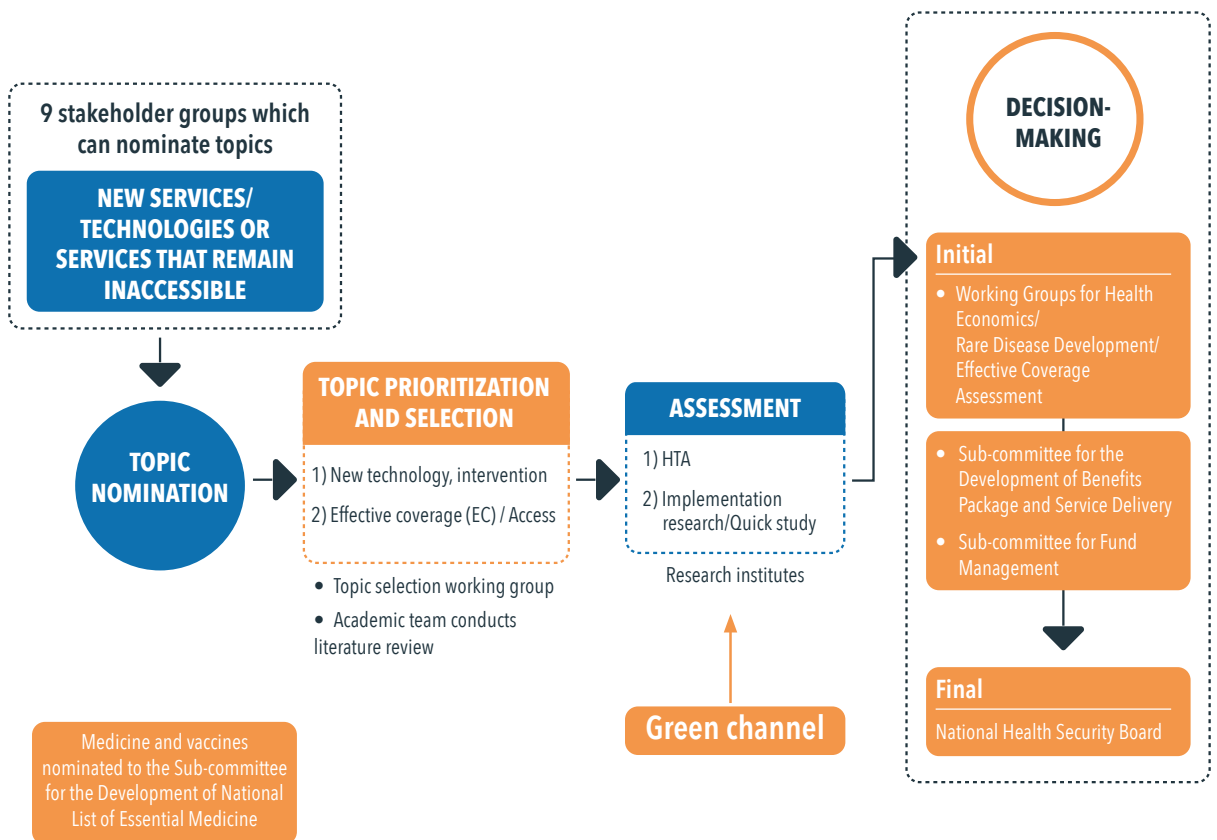 9 stakeholder groups which
can nominate topics
NEW SERVICES/
TECHNOLOGIES OR
SERVICES THAT REMAIN
INACCESSIBLE
TOPIC
NOMINATION
TOPIC PRIORITIZATION
AND SELECTION
1) New technology, intervention
2) Effective coverage (EC) / Access
• Topic selection working group
• Academic team conducts
literature review
ASSESSMENT
1) HTA
2) Implementation
research/Quick study
Research institutes
Green channel
DECISION-
MAKING
Initial
• Working Groups for Health
Economics/
Rare Disease Development/
Effective Coverage
Assessment
• Sub-committee for the
Development of Benefits
Package and Service Delivery
• Sub-committee for Fund
Management
Final
National Health Security Board
Medicine and vaccines
nominated to the Sub-committee
for the Development of National
List of Essential Medicine